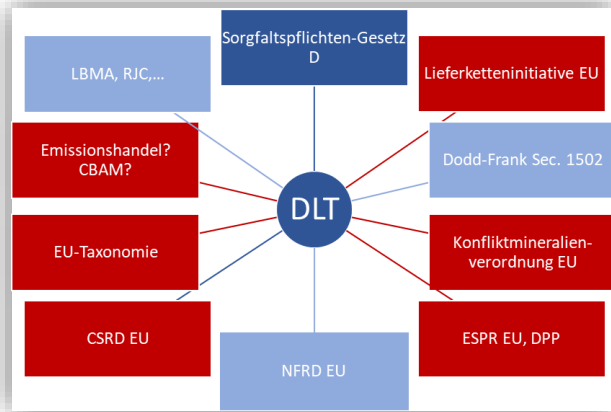 Sorgfaltspflichten-Gesetz
D
LBMA, RJC,...
Lieferketteninitiative EU
Emissionshandel?
CBAM?
Dodd-Frank Sec. 1502
DLT
EU-Taxonomie
Konfliktmineralien-
verordnung EU
CSRD EU
NFRD EU
ESPR EU, DPP